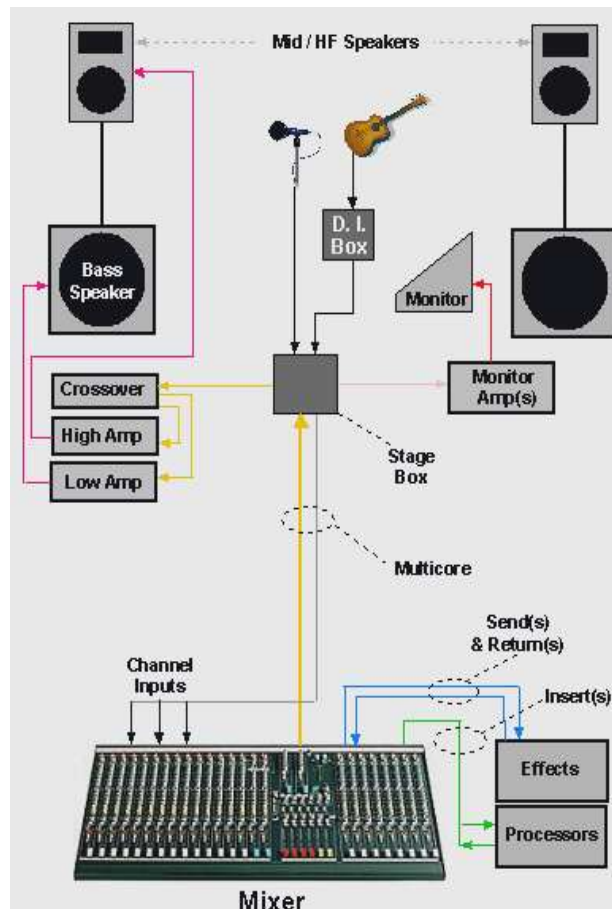 Mid / HF Speakers
D. I.
Box
Bass
Speaker
Monitor
Crossover
Monitor
Amp(s)
High Amp
Stage
Box
Low Amp
Multicore
Send(s)
& Return(s)
Channel
Inputs
Insert(s)
Effects
Processors
Mixer